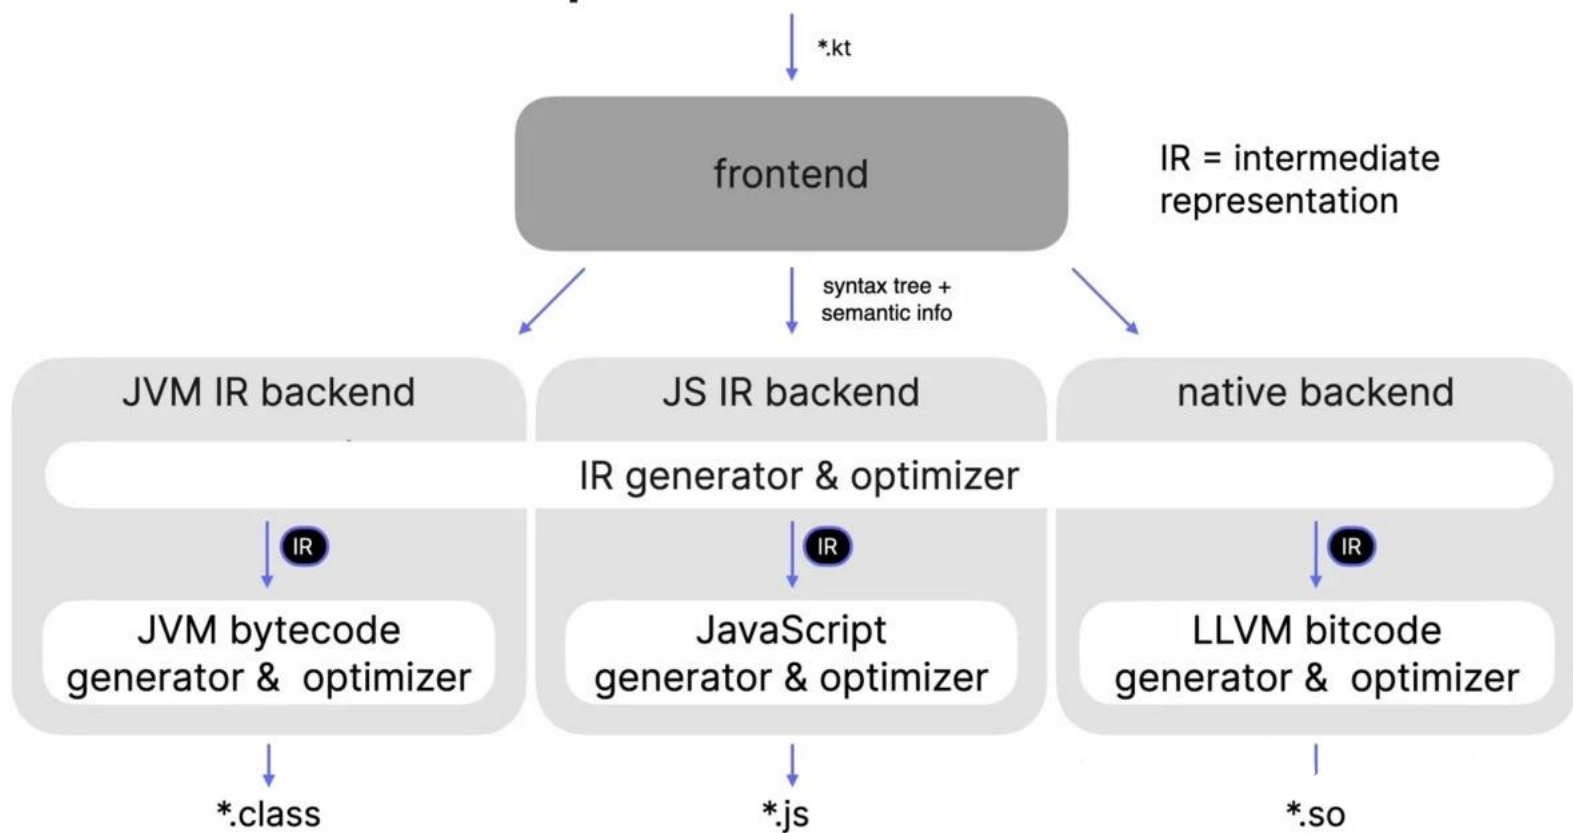 *.kt
frontend
IR = intermediate
representation
syntax tree +
semantic info
JVM IR backend
JS IR backend
native backend
IR generator & optimizer
IR
IR
IR
JVM bytecode
generator & optimizer
JavaScript
generator & optimizer
LLVM bitcode
generator & optimizer
*.class
*.js
*.so